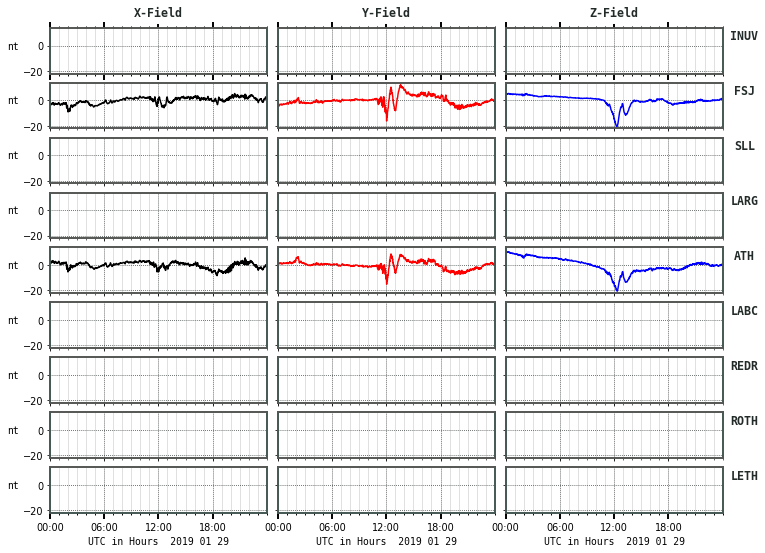 X-Field Y-Field Z-Field
nt 0 −20 INUV
nt 0 −20 FSJ
nt 0 −20 SLL
nt 0 −20 LARG
nt 0 −20 ATH
nt 0 −20 LABC
nt 0 −20 REDR
nt 0 −20 ROTH
nt 0 −20 LETH
00:00 06:00 12:00 18:00 00:00 06:00 12:00 18:00 00:00 06:00 12:00 18:00
UTC in Hours 2019 01 29 UTC in Hours 2019 01 29 UTC in Hours 2019 01 29